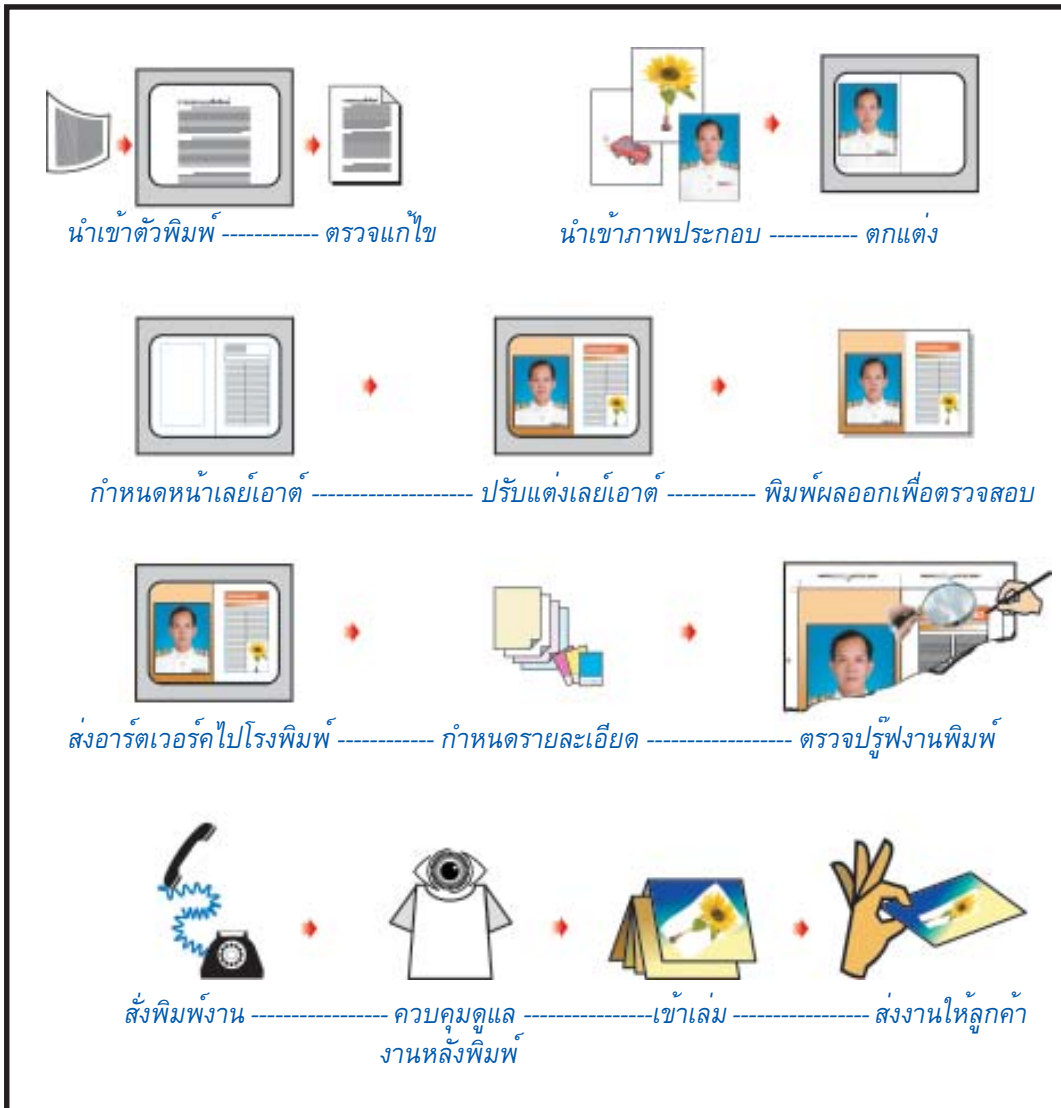 นำเข้าตัวพิมพ์ ------------ ตรวจแก้ไข
นำเข้าภาพประกอบ ----------- ตกแต่ง
กำหนดหน้าเลย์เอาต์ -------------------- ปรับแต่งเลย์เอาต์ ----------- พิมพ์ผลออกเพื่อตรวจสอบ
ส่งอาร์ตเวอร์คไปโรงพิมพ์ ------------ กำหนดรายละเอียด ----------------- ตรวจปรู๊ฟงานพิมพ์
สั่งพิมพ์งาน ----------------- ควบคุมดูแล ----------------เข้าเล่ม ----------------- ส่งงานให้ลูกค้า
งานหลังพิมพ์